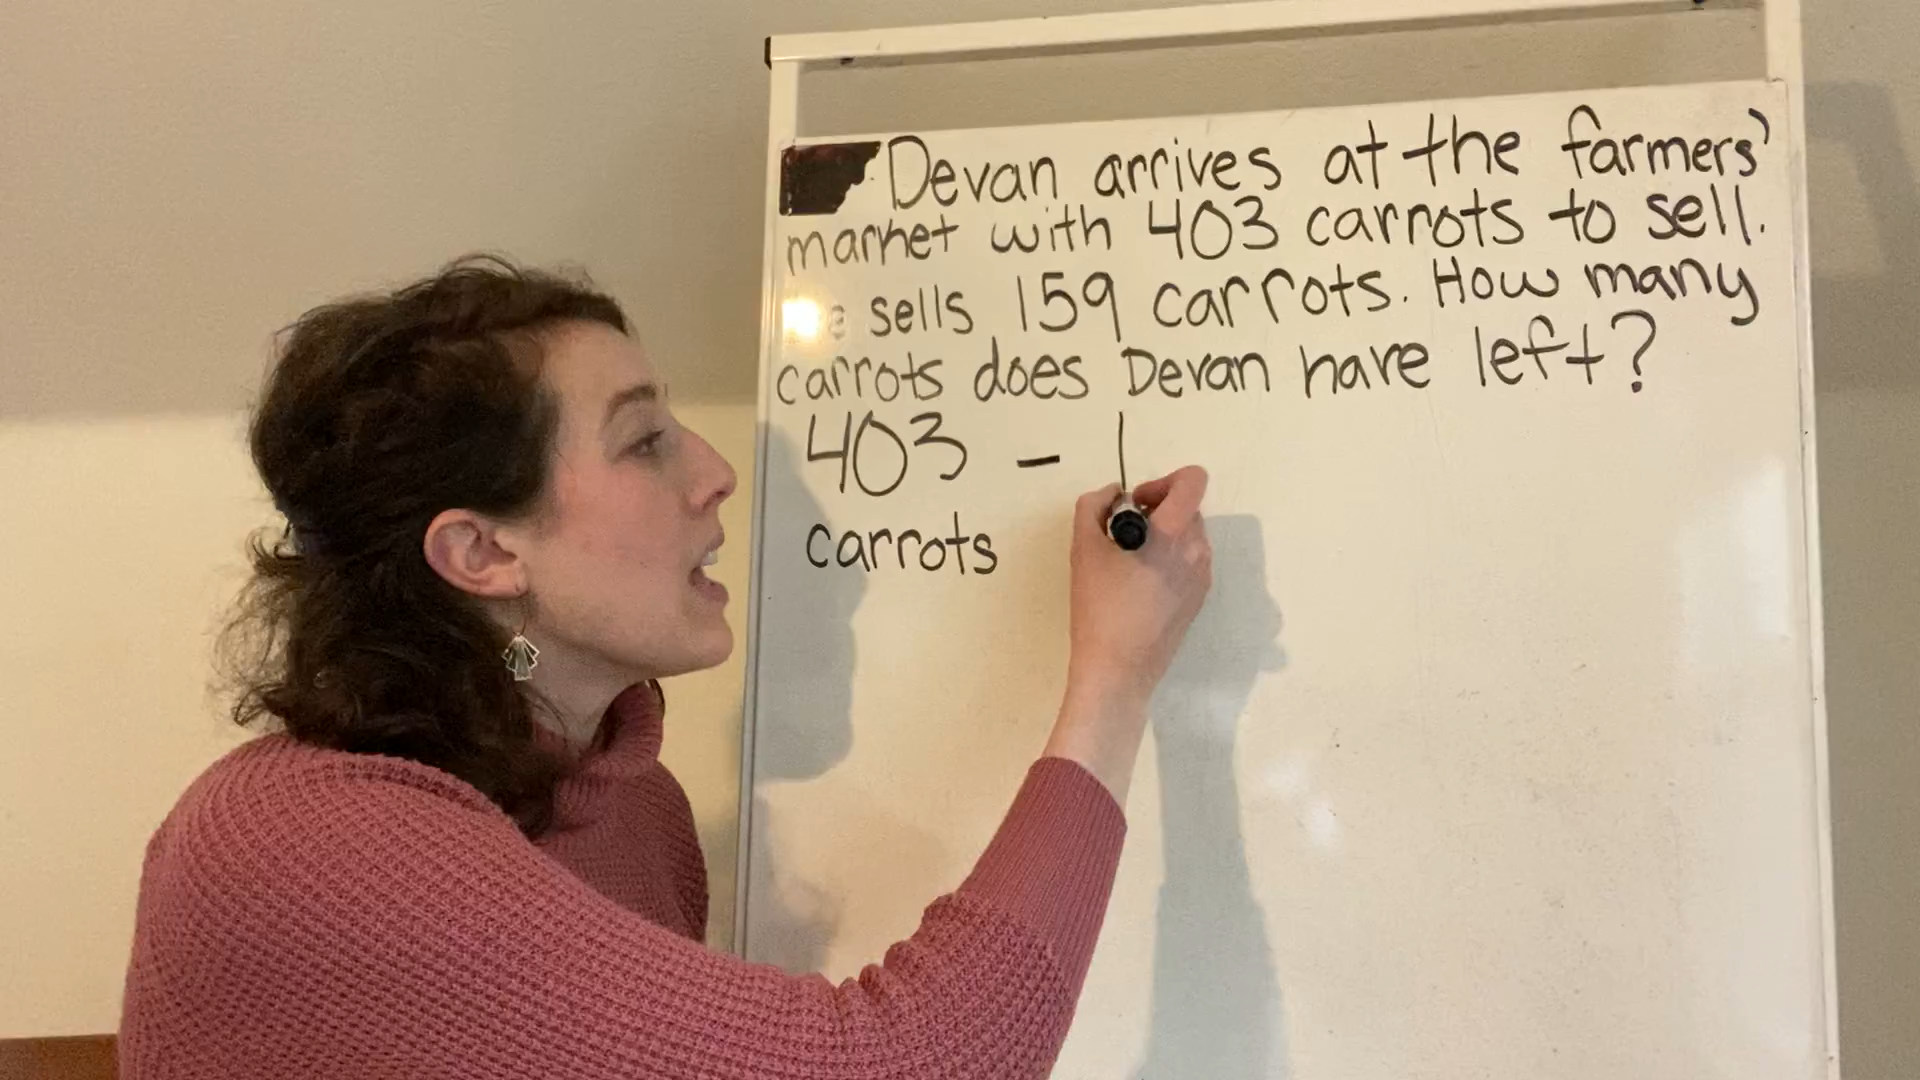 Devan arrives at the farmers'
market with 403 carrots to sell.
sells 159 carrots. How many
carrots does Devan have left?
403 - 1
carrots